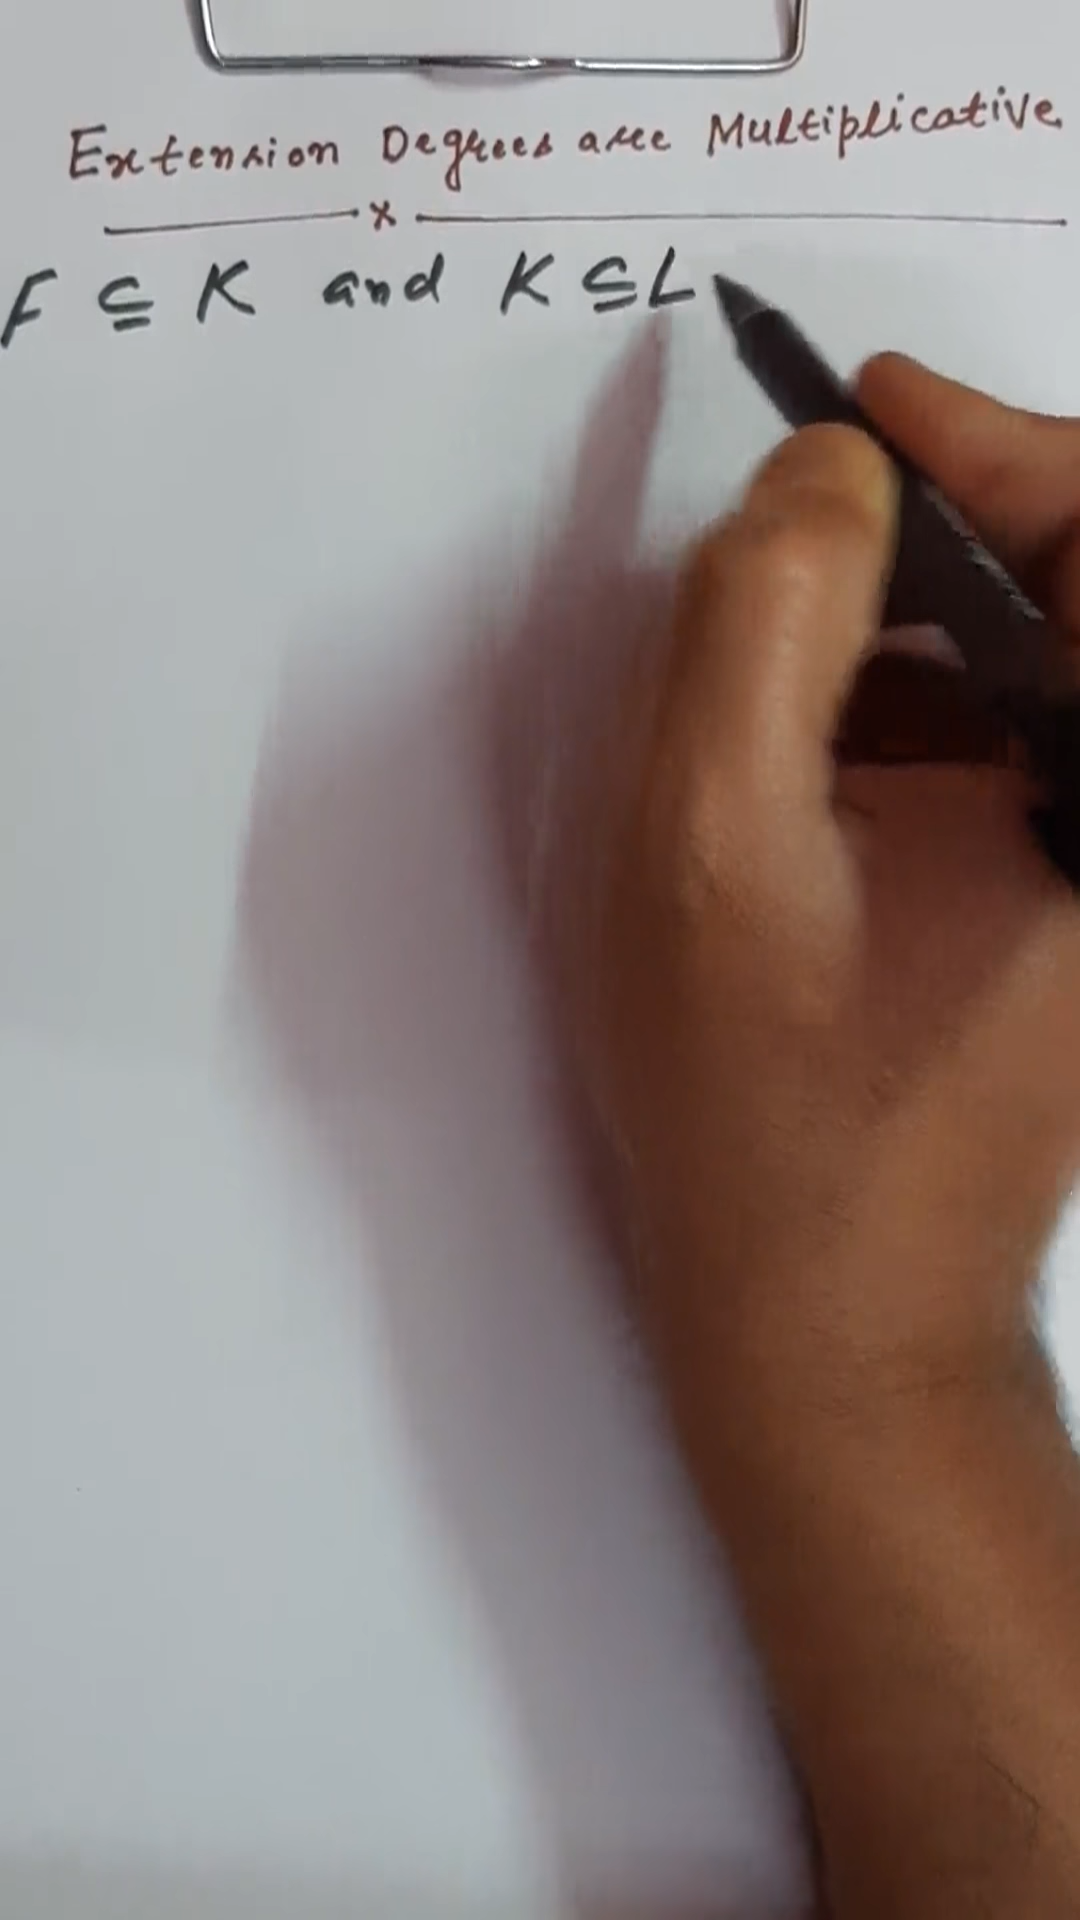 Extension Degrees are Multiplicative
x
F ⊆ K and K ⊆ L